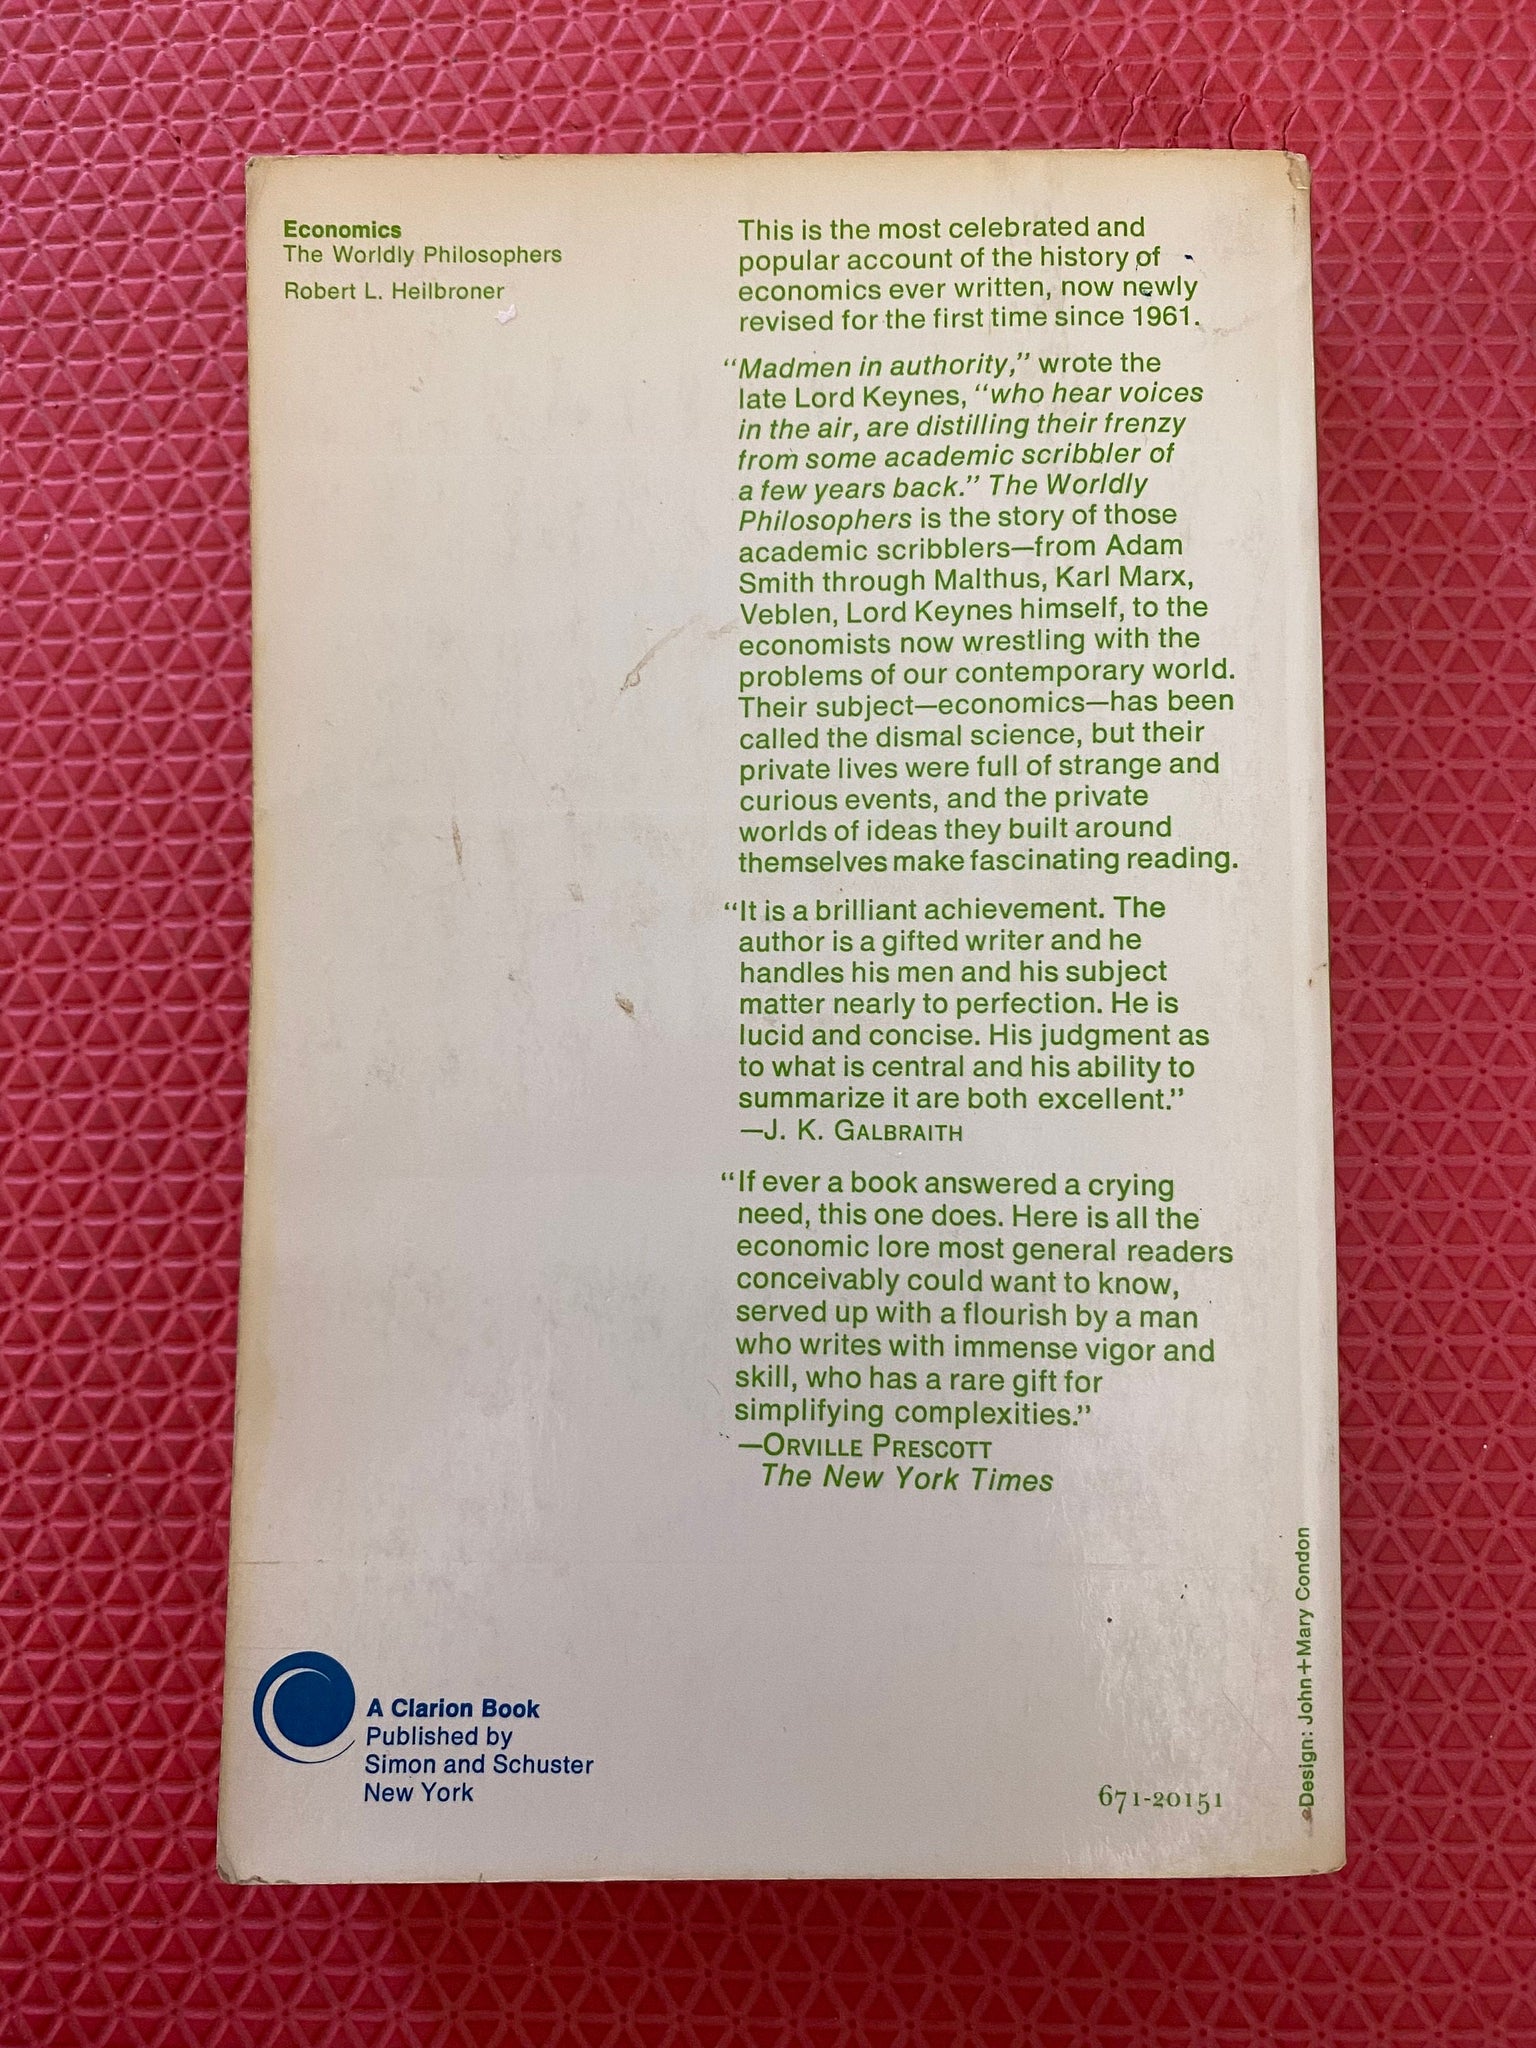 Economics
The Worldly Philosophers
Robert L. Heilbroner
This is the most celebrated and
popular account of the history of
economics ever written, now newly
revised for the first time since 1961.
“Madmen in authority,” wrote the
late Lord Keynes, “who hear voices
in the air, are distilling their frenzy
from some academic scribbler of
a few years back.” The Worldly
Philosophers is the story of those
academic scribblers—from Adam
Smith through Malthus, Karl Marx,
Veblen, Lord Keynes himself, to the
economists now wrestling with the
problems of our contemporary world.
Their subject—economics—has been
called the dismal science, but their
private lives were full of strange and
curious events, and the private
worlds of ideas they built around
themselves make fascinating reading.
“It is a brilliant achievement. The
author is a gifted writer and he
handles his men and his subject
matter nearly to perfection. He is
lucid and concise. His judgment as
to what is central and his ability to
summarize it are both excellent.”
—J. K. GALBRAITH
“If ever a book answered a crying
need, this one does. Here is all the
economic lore most general readers
conceivably could want to know,
served up with a flourish by a man
who writes with immense vigor and
skill, who has a rare gift for
simplifying complexities.”
—ORVILLE PRESCOTT
The New York Times
A Clarion Book
Published by
Simon and Schuster
New York
671-20151
Design: John+Mary Condon